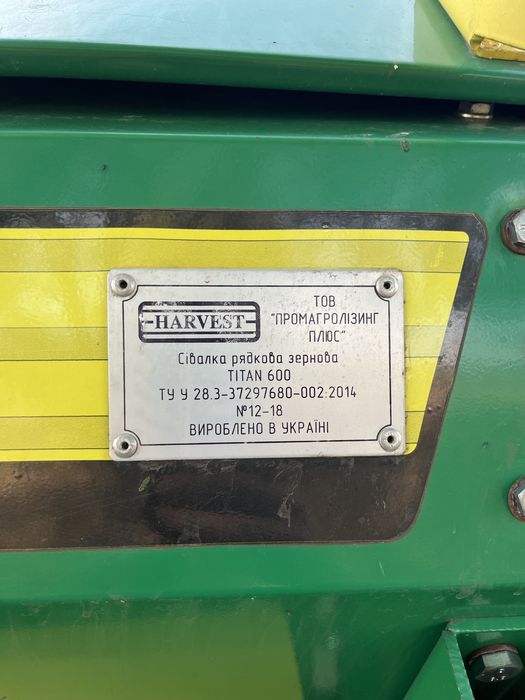 HARVEST
ТОВ
"ПРОМАГРОЛІЗИНГ
ПЛЮС"
Сівалка рядкова зернова
TITAN 600
ТУ У 28.3-37297680-002:2014
№12-18
ВИРОБЛЕНО В УКРАЇНІ